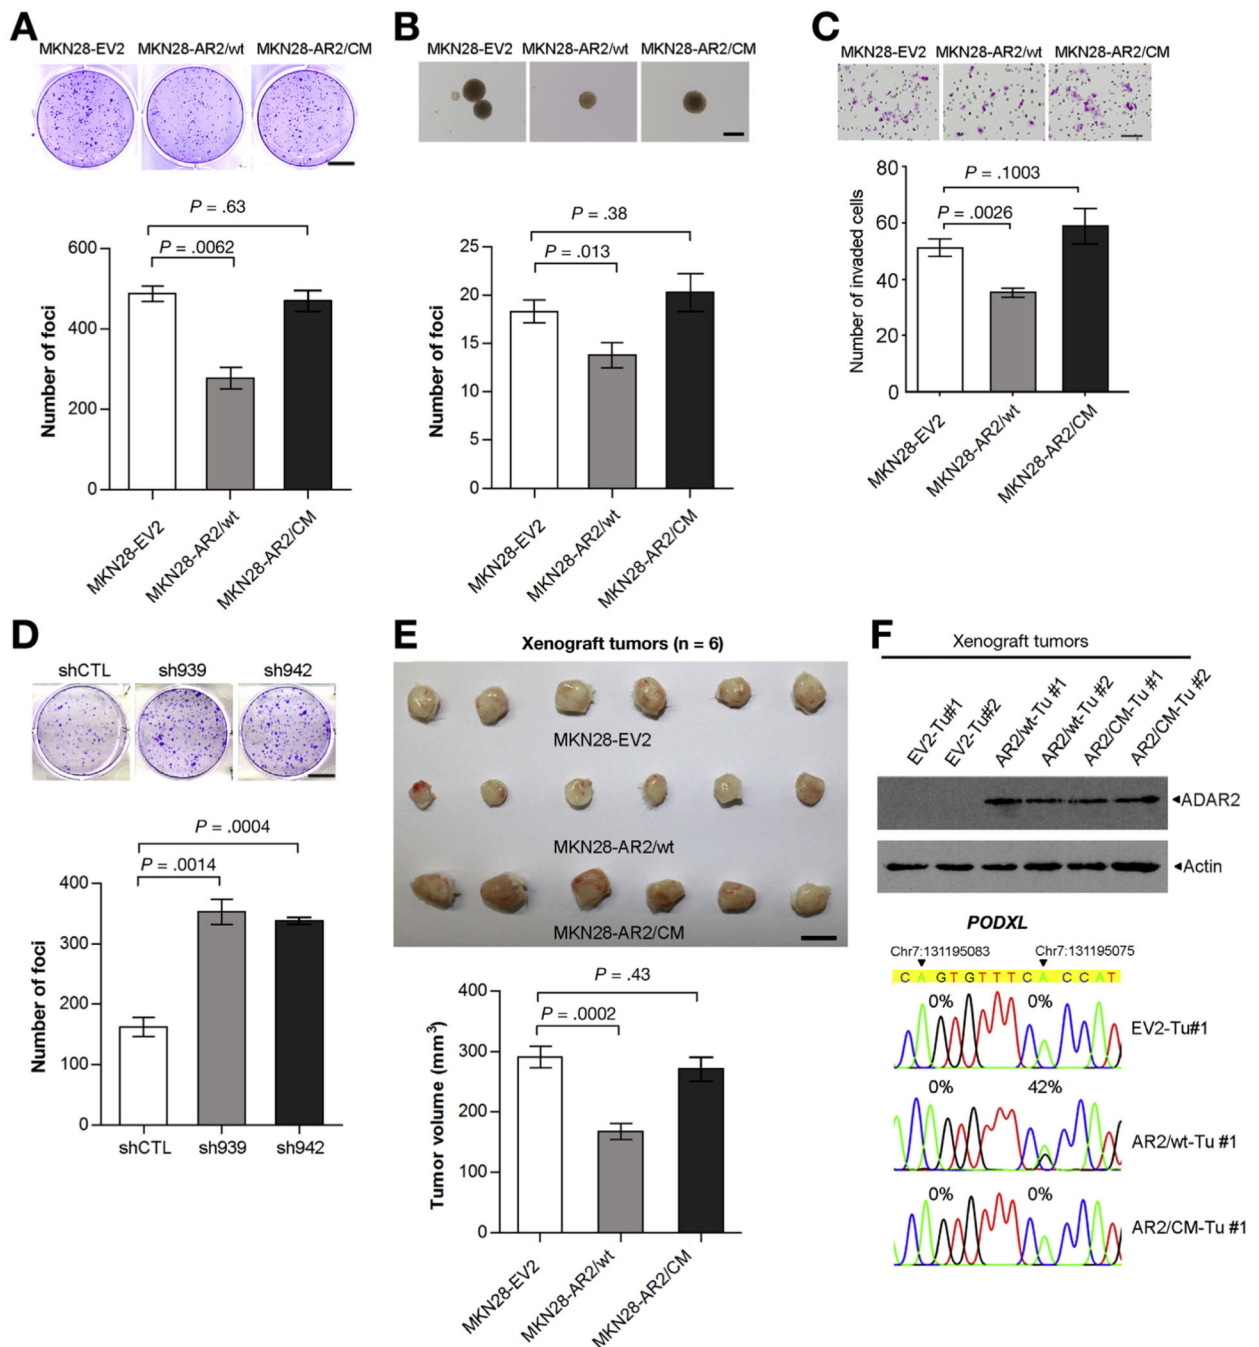 A
MKN28-EV2 MKN28-AR2/wt MKN28-AR2/CM
P = .63
P = .0062
Number of foci
600
400
200
0
MKN28-EV2
MKN28-AR2/wt
MKN28-AR2/CM
B
MKN28-EV2 MKN28-AR2/wt MKN28-AR2/CM
P = .38
P = .013
Number of foci
25
20
15
10
5
0
MKN28-EV2
MKN28-AR2/wt
MKN28-AR2/CM
C
MKN28-EV2 MKN28-AR2/wt MKN28-AR2/CM
P = .1003
P = .0026
Number of invaded cells
80
60
40
20
0
MKN28-EV2
MKN28-AR2/wt
MKN28-AR2/CM
D
shCTL sh939 sh942
P = .0004
P = .0014
Number of foci
400
300
200
100
0
shCTL sh939 sh942
E
Xenograft tumors (n = 6)
MKN28-EV2
MKN28-AR2/wt
MKN28-AR2/CM
P = .43
P = .0002
Tumor volume (mm³)
400
300
200
100
0
MKN28-EV2
MKN28-AR2/wt
MKN28-AR2/CM
F
Xenograft tumors
EV2-Tu#1
EV2-Tu#2
AR2/wt-Tu #1
AR2/wt-Tu #2
AR2/CM-Tu #1
AR2/CM-Tu #2
ADAR2
Actin
PODXL
Chr7:131195083 Chr7:131195075
C A G T G T T T C A C C A T
0% 0%
EV2-Tu#1
0% 42%
AR2/wt-Tu #1
0% 0%
AR2/CM-Tu #1